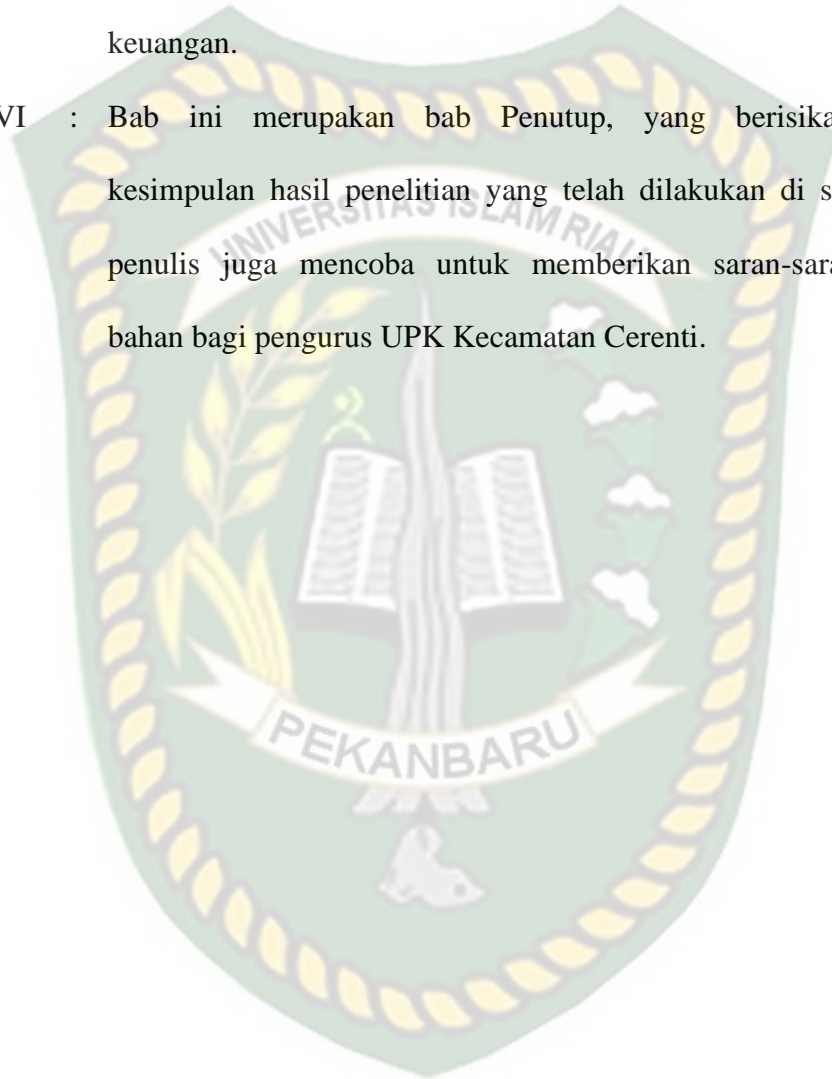 keuangan.
VI : Bab ini merupakan bab Penutup, yang berisika
kesimpulan hasil penelitian yang telah dilakukan di s
UNIVERSITAS ISLAM RIAU
penulis juga mencoba untuk memberikan saran-sara
bahan bagi pengurus UPK Kecamatan Cerenti.
PEKANBARU